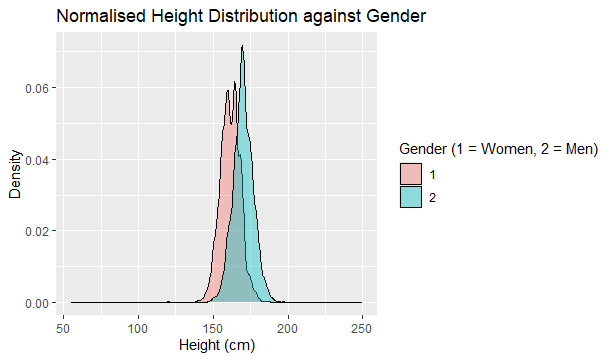 Normalised Height Distribution against Gender
Density
0.06
0.04
0.02
0.00
50
100
150
200
250
Height (cm)
Gender (1 = Women, 2 = Men)
1
2